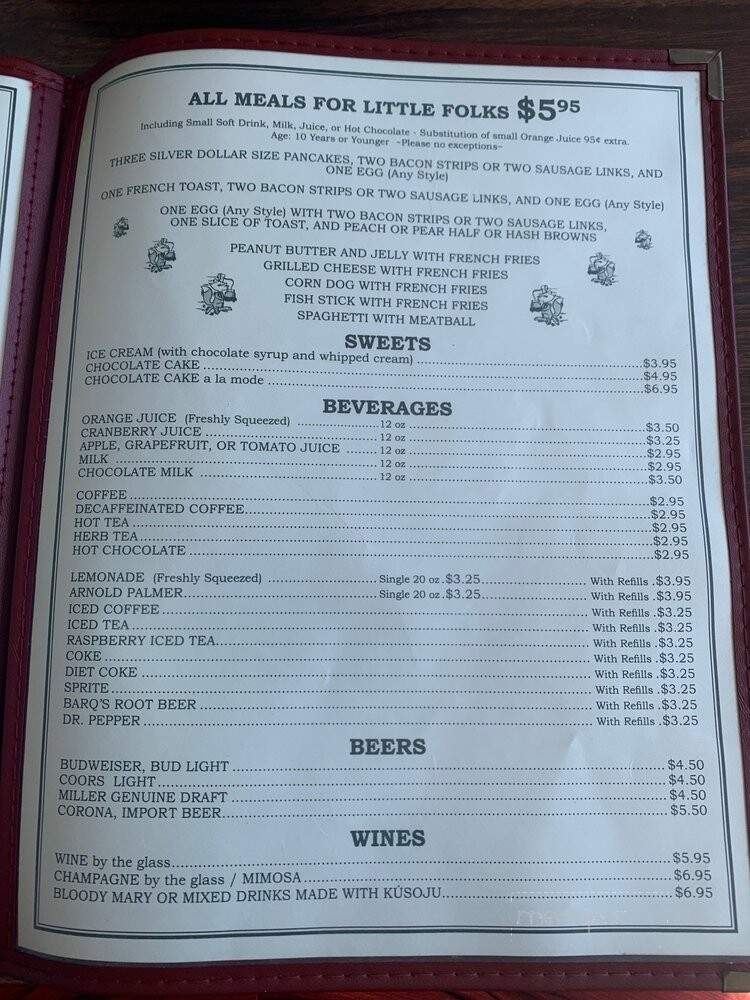 ALL MEALS FOR LITTLE FOLKS $5 95
Including Small Soft Drink, Milk, Juice, or Hot Chocolate - Substitution of small Orange Juice 95¢ extra.
Age: 10 Years or Younger ~Please no exceptions~
THREE SILVER DOLLAR SIZE PANCAKES, TWO BACON STRIPS OR TWO SAUSAGE LINKS, AND
ONE EGG (Any Style)
ONE FRENCH TOAST, TWO BACON STRIPS OR TWO SAUSAGE LINKS, AND ONE EGG (Any Style)
ONE EGG (Any Style) WITH TWO BACON STRIPS OR TWO SAUSAGE LINKS,
ONE SLICE OF TOAST, AND PEACH OR PEAR HALF OR HASH BROWNS
PEANUT BUTTER AND JELLY WITH FRENCH FRIES
GRILLED CHEESE WITH FRENCH FRIES
CORN DOG WITH FRENCH FRIES
FISH STICK WITH FRENCH FRIES
SPAGHETTI WITH MEATBALL
SWEETS
ICE CREAM (with chocolate syrup and whipped cream) $3.95
CHOCOLATE CAKE $4.95
CHOCOLATE CAKE a la mode $6.95
BEVERAGES
ORANGE JUICE (Freshly Squeezed) 12 oz $3.50
CRANBERRY JUICE 12 oz $3.25
APPLE, GRAPEFRUIT, OR TOMATO JUICE 12 oz $2.95
MILK 12 oz $2.95
CHOCOLATE MILK 12 oz $3.50
COFFEE $2.95
DECAFFEINATED COFFEE $2.95
HOT TEA $2.95
HERB TEA $2.95
HOT CHOCOLATE $2.95
LEMONADE (Freshly Squeezed) Single 20 oz. $3.25 With Refills .$3.95
ARNOLD PALMER Single 20 oz. $3.25 With Refills .$3.95
ICED COFFEE With Refills .$3.25
ICED TEA With Refills .$3.25
RASPBERRY ICED TEA With Refills .$3.25
COKE With Refills .$3.25
DIET COKE With Refills .$3.25
SPRITE With Refills .$3.25
BARQ'S ROOT BEER With Refills .$3.25
DR. PEPPER With Refills .$3.25
BEERS
BUDWEISER, BUD LIGHT $4.50
COORS LIGHT $4.50
MILLER GENUINE DRAFT $4.50
CORONA, IMPORT BEER $5.50
WINES
WINE by the glass $5.95
CHAMPAGNE by the glass / MIMOSA $6.95
BLOODY MARY OR MIXED DRINKS MADE WITH KÚSOJU $6.95